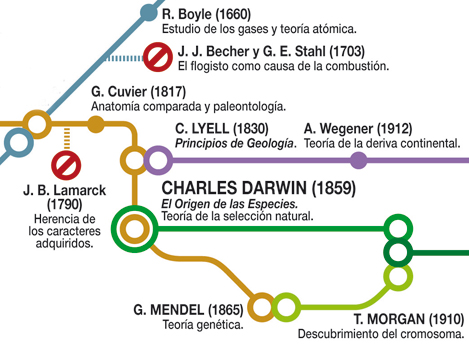 R. Boyle (1660)
Estudio de los gases y teoría atómica.
J. J. Becher y G. E. Stahl (1703)
El flogisto como causa de la combustión.
G. Cuvier (1817)
Anatomía comparada y paleontología.
C. LYELL (1830)
Principios de Geología.
A. Wegener (1912)
Teoría de la deriva continental.
J. B. Lamarck
(1790)
Herencia de
los caracteres
adquiridos.
CHARLES DARWIN (1859)
El Origen de las Especies.
Teoría de la selección natural.
G. MENDEL (1865)
Teoría genética.
T. MORGAN (1910)
Descubrimiento del cromosoma.